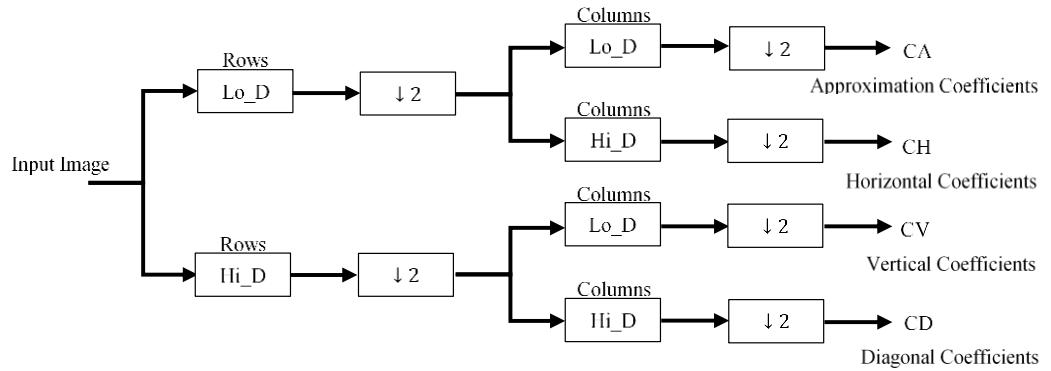 Columns
Lo_D
↓ 2
CA
Approximation Coefficients
Rows
Lo_D
↓ 2
Columns
Hi_D
↓ 2
CH
Horizontal Coefficients
Input Image
Columns
Lo_D
↓ 2
CV
Vertical Coefficients
Rows
Hi_D
↓ 2
Columns
Hi_D
↓ 2
CD
Diagonal Coefficients